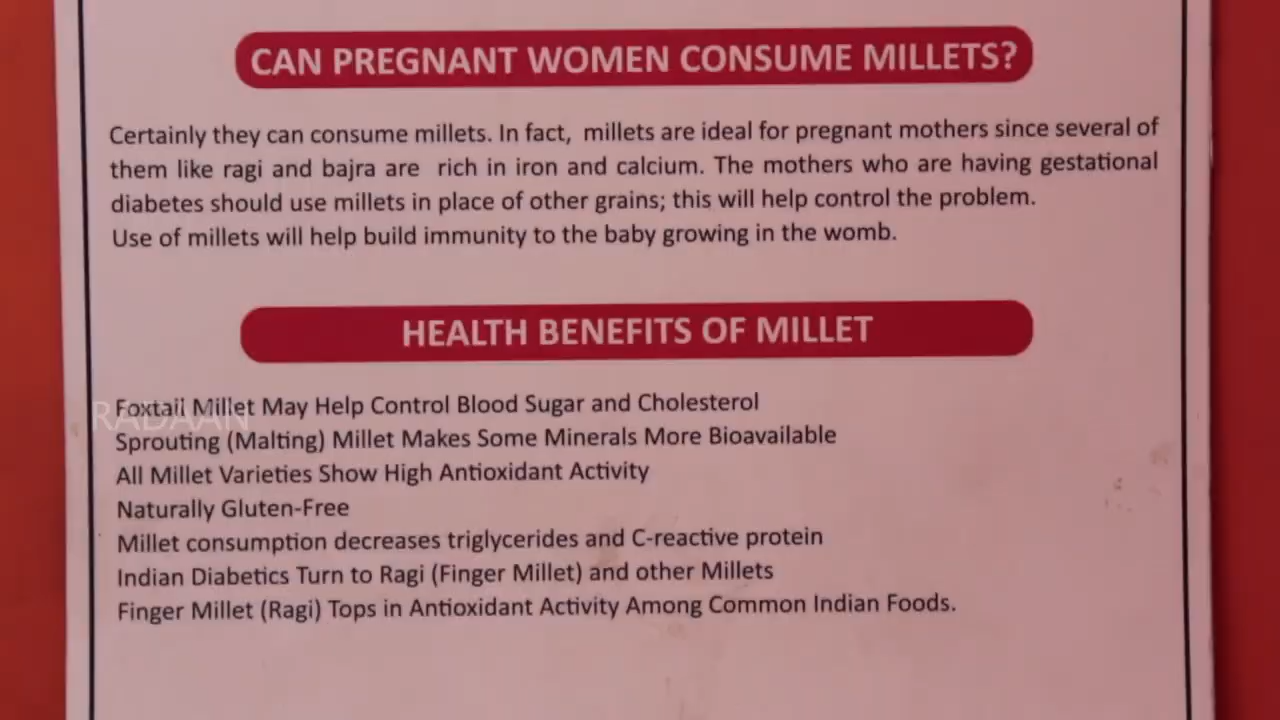 CAN PREGNANT WOMEN CONSUME MILLETS?
Certainly they can consume millets. In fact, millets are ideal for pregnant mothers since several of
them like ragi and bajra are rich in iron and calcium. The mothers who are having gestational
diabetes should use millets in place of other grains; this will help control the problem.
Use of millets will help build immunity to the baby growing in the womb.
HEALTH BENEFITS OF MILLET
Foxtail Millet May Help Control Blood Sugar and Cholesterol
RADAAN
Sprouting (Malting) Millet Makes Some Minerals More Bioavailable
All Millet Varieties Show High Antioxidant Activity
Naturally Gluten-Free
Millet consumption decreases triglycerides and C-reactive protein
Indian Diabetics Turn to Ragi (Finger Millet) and other Millets
Finger Millet (Ragi) Tops in Antioxidant Activity Among Common Indian Foods.